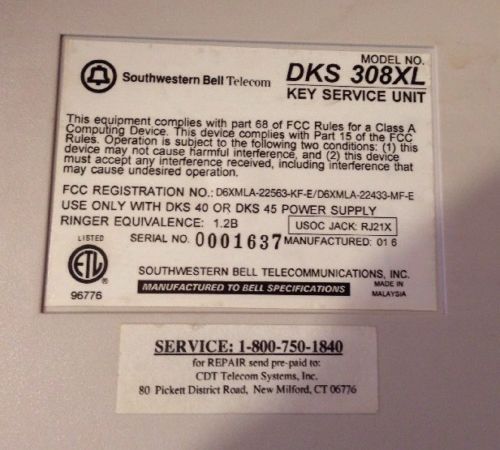 Southwestern Bell Telecom
MODEL NO.
DKS 308XL
KEY SERVICE UNIT
This equipment complies with part 68 of FCC Rules for a Class A
Computing Device. This device complies with Part 15 of the FCC
Rules. Operation is subject to the following two conditions: (1) this
device may not cause harmful interference, and (2) this device
must accept any interference received, including interference that
may cause undesired operation.
FCC REGISTRATION NO.: D6XMLA-22563-KF-E/D6XMLA-22433-MF-E
USE ONLY WITH DKS 40 OR DKS 45 POWER SUPPLY
RINGER EQUIVALENCE: 1.2B
USOC JACK: RJ21X
LISTED
ETL
96776
SERIAL NO. 0001637 MANUFACTURED: 01 6
SOUTHWESTERN BELL TELECOMMUNICATIONS, INC.
MANUFACTURED TO BELL SPECIFICATIONS
MADE IN
MALAYSIA
SERVICE: 1-800-750-1840
for REPAIR send pre-paid to:
CDT Telecom Systems, Inc.
80 Pickett District Road, New Milford, CT 06776